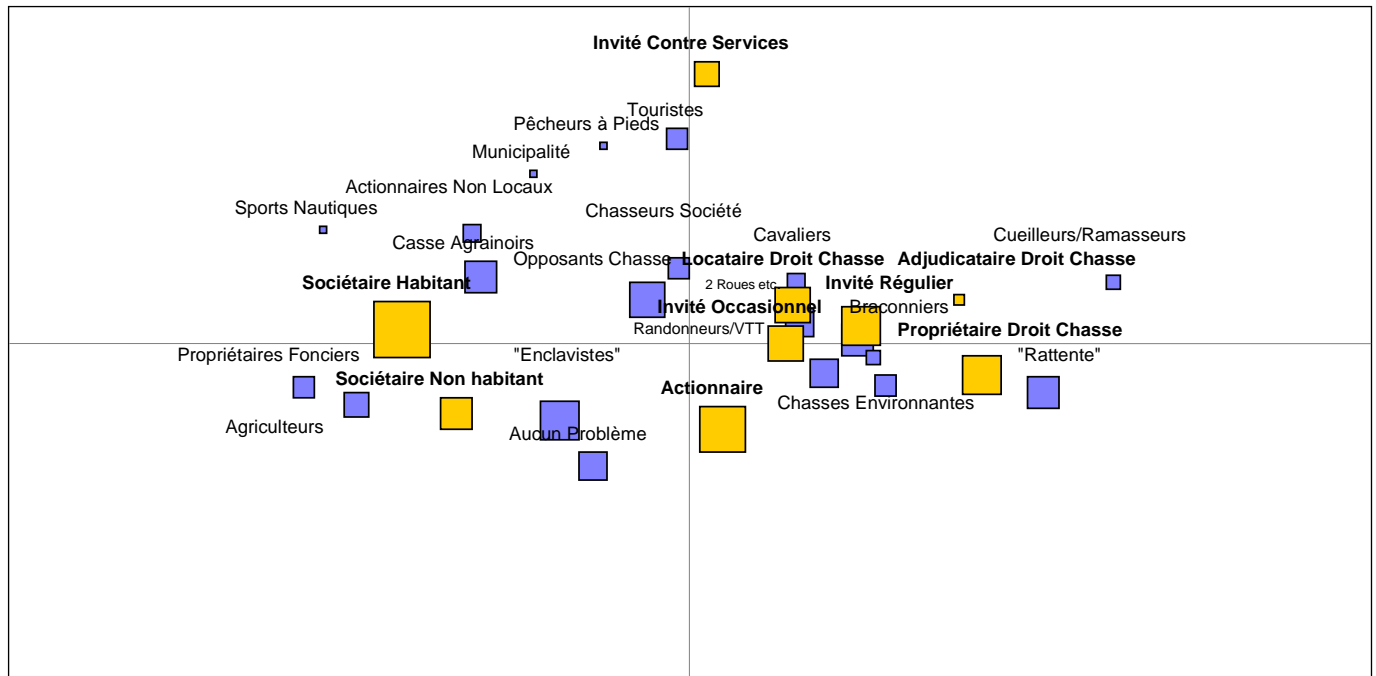 Invité Contre Services
Touristes
Pêcheurs à Pieds
Municipalité
Actionnaires Non Locaux
Sports Nautiques
Chasseurs Société
Casse Agrainoirs
Cavaliers
Cueilleurs/Ramasseurs
Opposants Chasse
Locataire Droit Chasse
Adjudicataire Droit Chasse
Sociétaire Habitant
2 Roues etc.
Invité Régulier
Invité Occasionnel
Braconniers
Randonneurs/VTT
Propriétaire Droit Chasse
Propriétaires Fonciers
"Enclavistes"
"Rattente"
Sociétaire Non habitant
Actionnaire
Chasses Environnantes
Agriculteurs
Aucun Problème